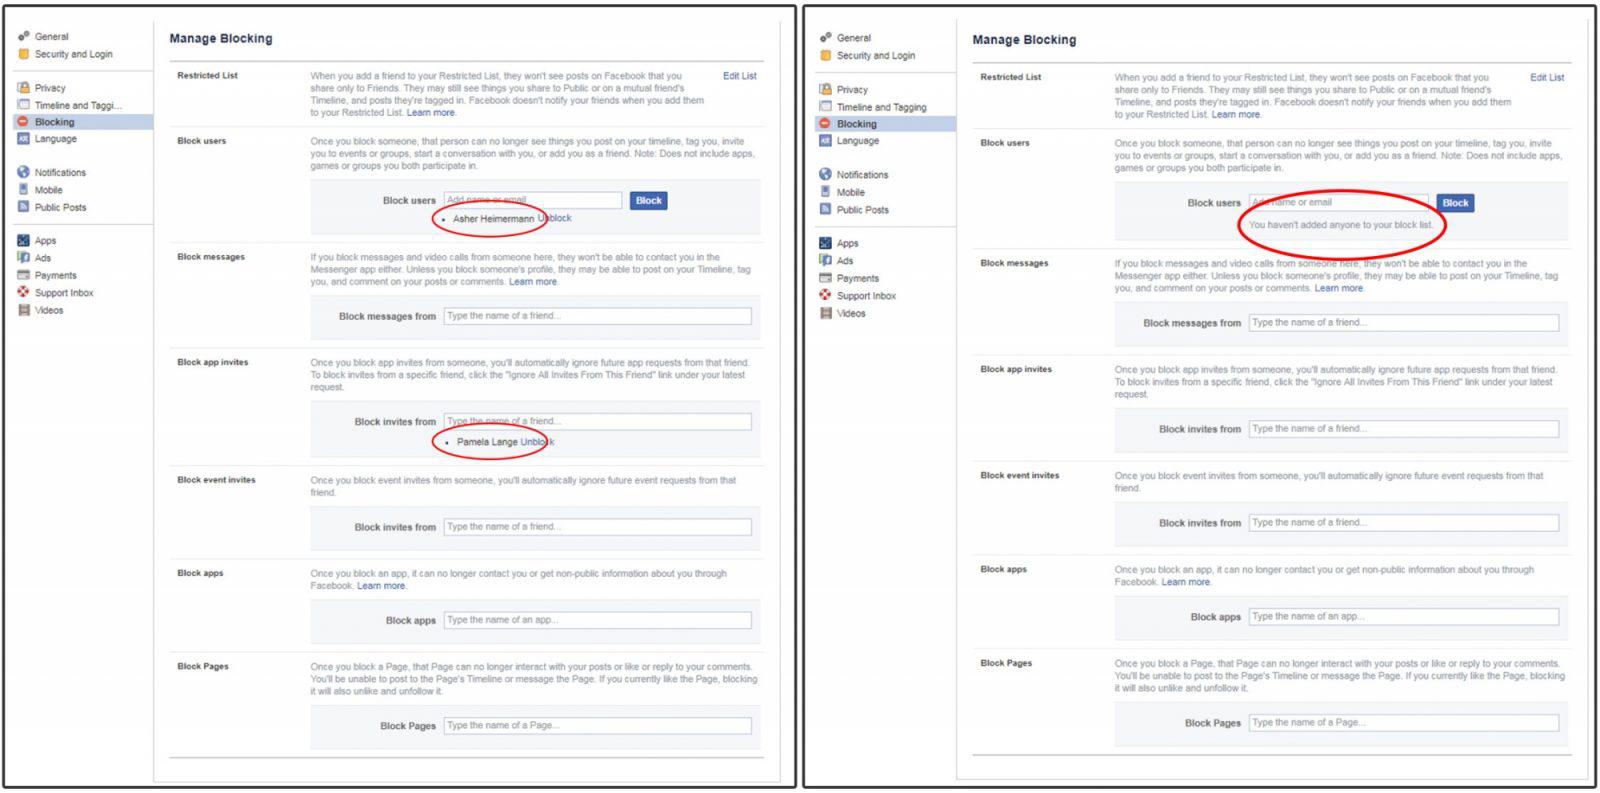 General
Security and Login
Privacy
Timeline and Taggi...
Blocking
Language
Notifications
Mobile
Public Posts
Apps
Ads
Payments
Support Inbox
Videos
Manage Blocking
Restricted List
When you add a friend to your Restricted List, they won't see posts on Facebook that you
share only to Friends. They may still see things you share to Public or on a mutual friend's
Timeline, and posts they're tagged in. Facebook doesn't notify your friends when you add them
to your Restricted List. Learn more.
Edit List
Block users
Once you block someone, that person can no longer see things you post on your timeline, tag you, invite
you to events or groups, start a conversation with you, or add you as a friend. Note: Does not include apps,
games or groups you both participate in.
Block users Add name or email Block
Asher Heimermann Unblock
Block messages
If you block messages and video calls from someone here, they won't be able to contact you in the
Messenger app either. Unless you block someone's profile, they may be able to post on your Timeline, tag
you, and comment on your posts or comments. Learn more.
Block messages from Type the name of a friend...
Block app invites
Once you block app invites from someone, you'll automatically ignore future app requests from that friend.
To block invites from a specific friend, click the "Ignore All Invites From This Friend" link under your latest
request.
Block invites from Type the name of a friend...
Pamela Lange Unblock
Block event invites
Once you block event invites from someone, you'll automatically ignore future event requests from that
friend.
Block invites from Type the name of a friend...
Block apps
Once you block an app, it can no longer contact you or get non-public information about you through
Facebook. Learn more.
Block apps Type the name of an app...
Block Pages
Once you block a Page, that Page can no longer interact with your posts or like or reply to your comments.
You'll be unable to post to the Page's Timeline or message the Page. If you currently like the Page, blocking
it will also unlike and unfollow it.
Block Pages Type the name of a Page...
General
Security and Login
Privacy
Timeline and Tagging
Blocking
Language
Notifications
Mobile
Public Posts
Apps
Ads
Payments
Support Inbox
Videos
Manage Blocking
Restricted List
When you add a friend to your Restricted List, they won't see posts on Facebook that you
share only to Friends. They may still see things you share to Public or on a mutual friend's
Timeline, and posts they're tagged in. Facebook doesn't notify your friends when you add them
to your Restricted List. Learn more.
Edit List
Block users
Once you block someone, that person can no longer see things you post on your timeline, tag you, invite
you to events or groups, start a conversation with you, or add you as a friend. Note: Does not include apps,
games or groups you both participate in.
Block users Add name or email Block
You haven't added anyone to your block list.
Block messages
If you block messages and video calls from someone here, they won't be able to contact you in the
Messenger app either. Unless you block someone's profile, they may be able to post on your Timeline, tag
you, and comment on your posts or comments. Learn more.
Block messages from Type the name of a friend...
Block app invites
Once you block app invites from someone, you'll automatically ignore future app requests from that friend.
To block invites from a specific friend, click the "Ignore All Invites From This Friend" link under your latest
request.
Block invites from Type the name of a friend...
Block event invites
Once you block event invites from someone, you'll automatically ignore future event requests from that
friend.
Block invites from Type the name of a friend...
Block apps
Once you block an app, it can no longer contact you or get non-public information about you through
Facebook. Learn more.
Block apps Type the name of an app...
Block Pages
Once you block a Page, that Page can no longer interact with your posts or like or reply to your comments.
You'll be unable to post to the Page's Timeline or message the Page. If you currently like the Page, blocking
it will also unlike and unfollow it.
Block Pages Type the name of a Page...